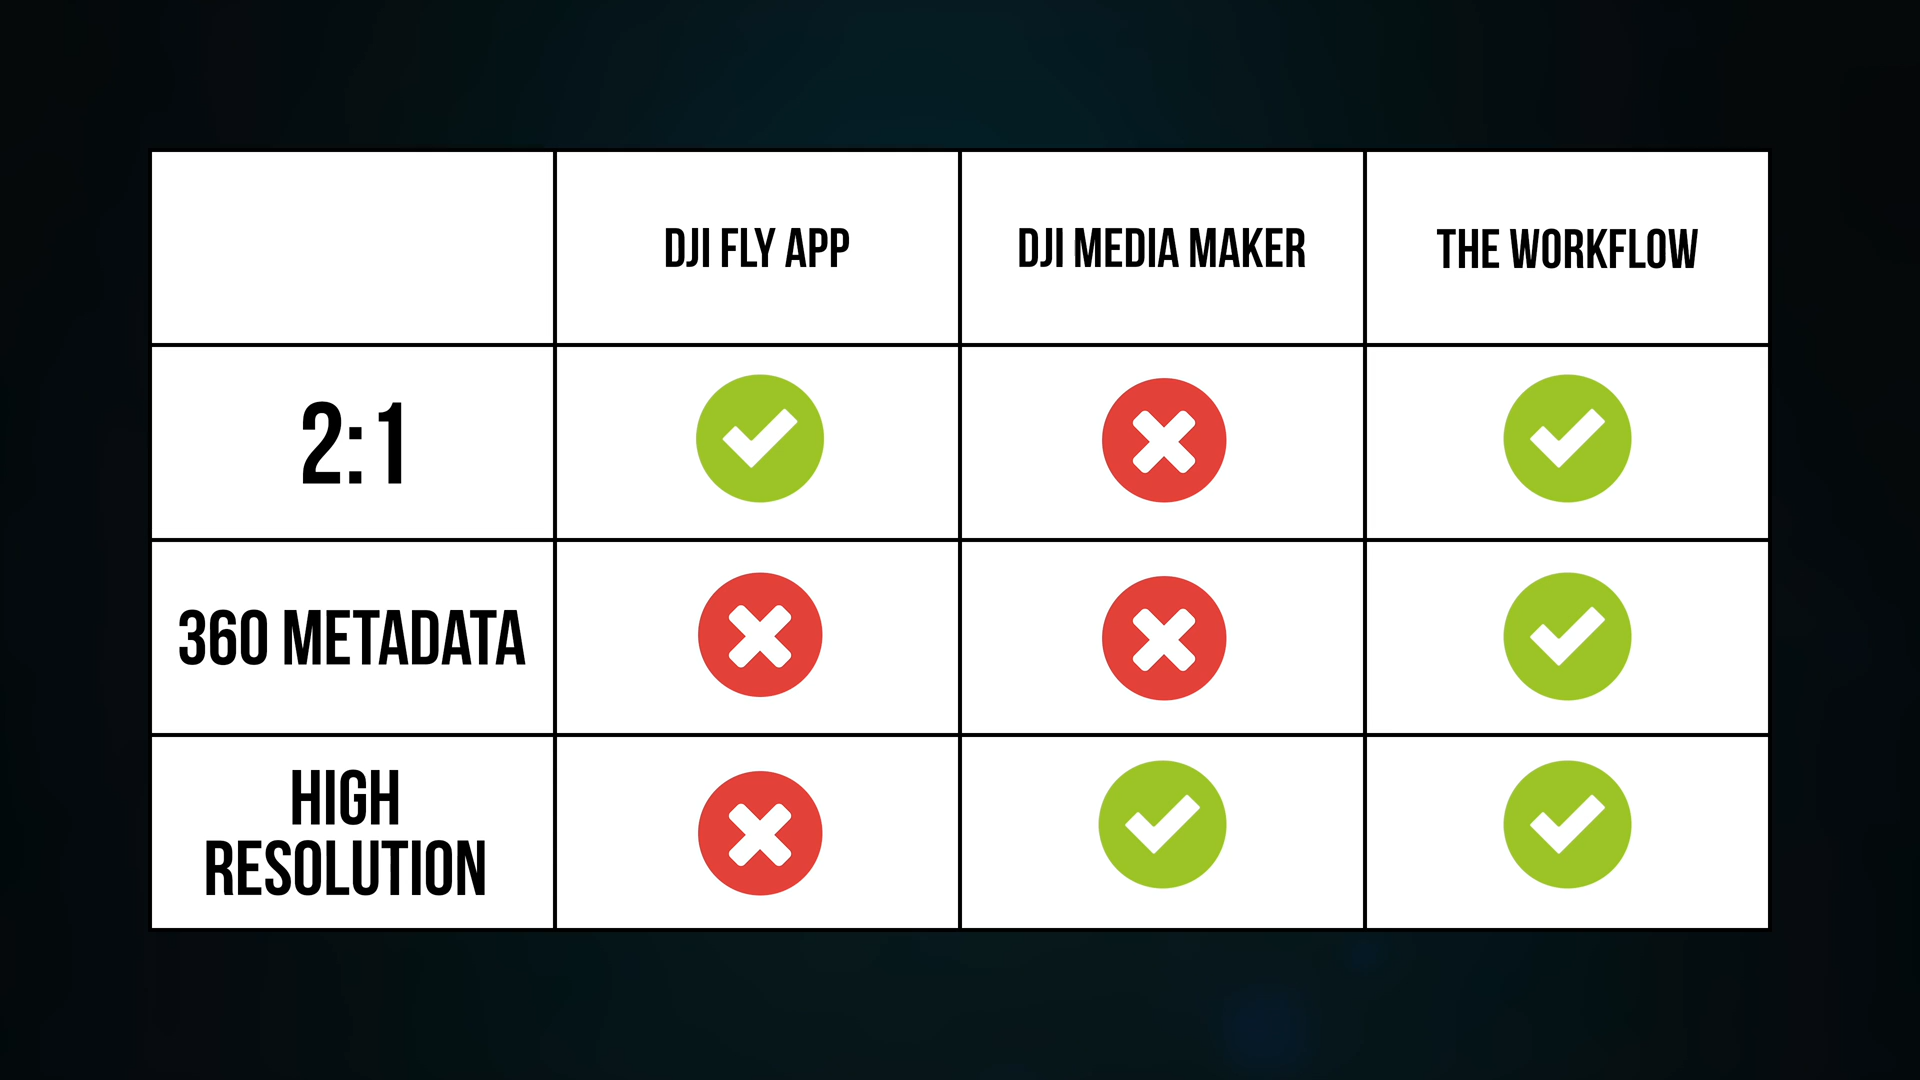 DJI FLY APP
DJI MEDIA MAKER
THE WORKFLOW
2:1
360 METADATA
HIGH
RESOLUTION